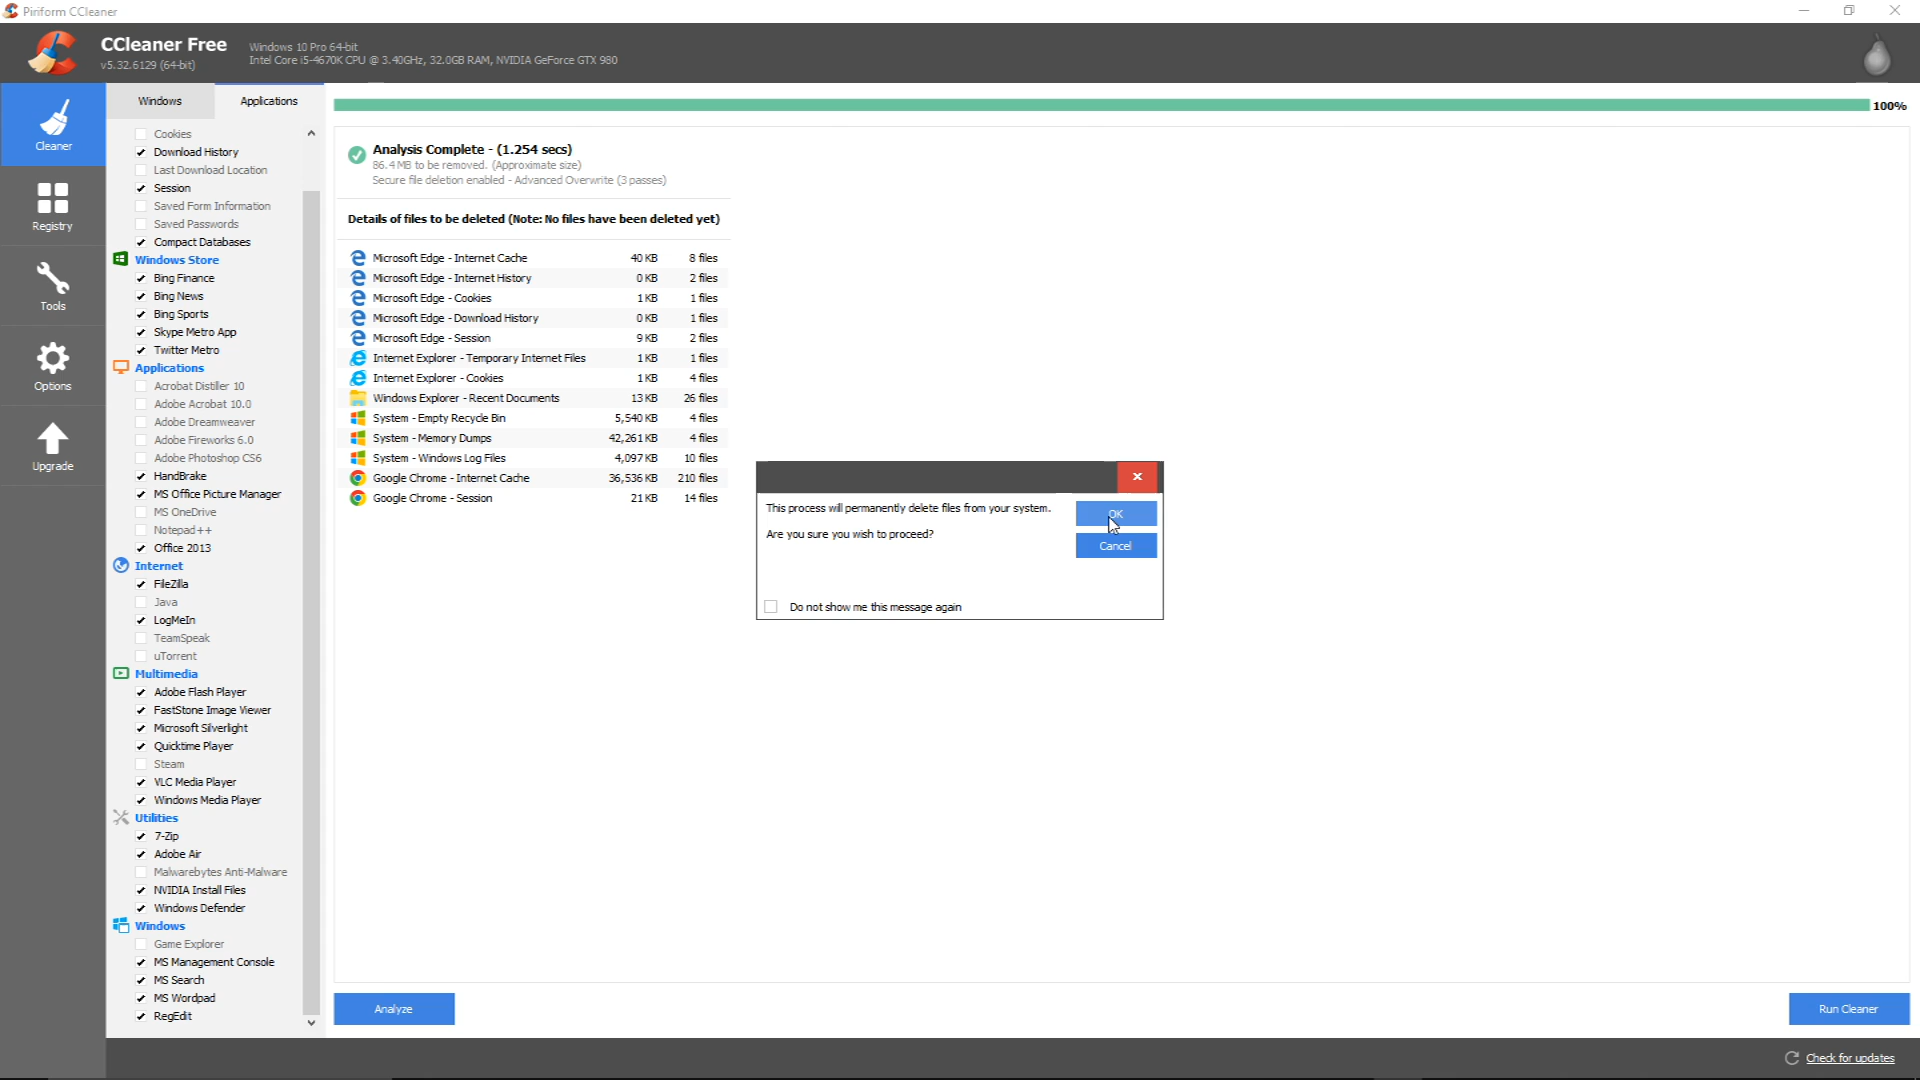 Piriform CCleaner
CCleaner Free
v5.32.6129 (64-bit)
Windows 10 Pro 64-bit
Intel Core i5-4670K CPU @ 3.40GHz, 32.0GB RAM, NVIDIA GeForce GTX 980
Cleaner
Registry
Tools
Options
Upgrade
Windows
Applications
Cookies
Download History
Last Download Location
Session
Saved Form Information
Saved Passwords
Compact Databases
Windows Store
Bing Finance
Bing News
Bing Sports
Skype Metro App
Twitter Metro
Applications
Acrobat Distiller 10
Adobe Acrobat 10.0
Adobe Dreamweaver
Adobe Fireworks 6.0
Adobe Photoshop CS6
HandBrake
MS Office Picture Manager
MS OneDrive
Notepad++
Office 2013
Internet
FileZilla
Java
LogMeIn
TeamSpeak
uTorrent
Multimedia
Adobe Flash Player
FastStone Image Viewer
Microsoft Silverlight
Quicktime Player
Steam
VLC Media Player
Windows Media Player
Utilities
7-Zip
Adobe Air
Malwarebytes Anti-Malware
NVIDIA Install Files
Windows Defender
Windows
Game Explorer
MS Management Console
MS Search
MS Wordpad
RegEdit
100%
Analysis Complete - (1.254 secs)
86.4 MB to be removed. (Approximate size)
Secure file deletion enabled - Advanced Overwrite (3 passes)
Details of files to be deleted (Note: No files have been deleted yet)
Microsoft Edge - Internet Cache 40 KB 8 files
Microsoft Edge - Internet History 0 KB 2 files
Microsoft Edge - Cookies 1 KB 1 files
Microsoft Edge - Download History 0 KB 1 files
Microsoft Edge - Session 9 KB 2 files
Internet Explorer - Temporary Internet Files 1 KB 1 files
Internet Explorer - Cookies 1 KB 4 files
Windows Explorer - Recent Documents 13 KB 26 files
System - Empty Recycle Bin 5,540 KB 4 files
System - Memory Dumps 42,261 KB 4 files
System - Windows Log Files 4,097 KB 10 files
Google Chrome - Internet Cache 36,536 KB 210 files
Google Chrome - Session 21 KB 14 files
This process will permanently delete files from your system.
Are you sure you wish to proceed?
OK
Cancel
Do not show me this message again
Analyze
Run Cleaner
Check for updates